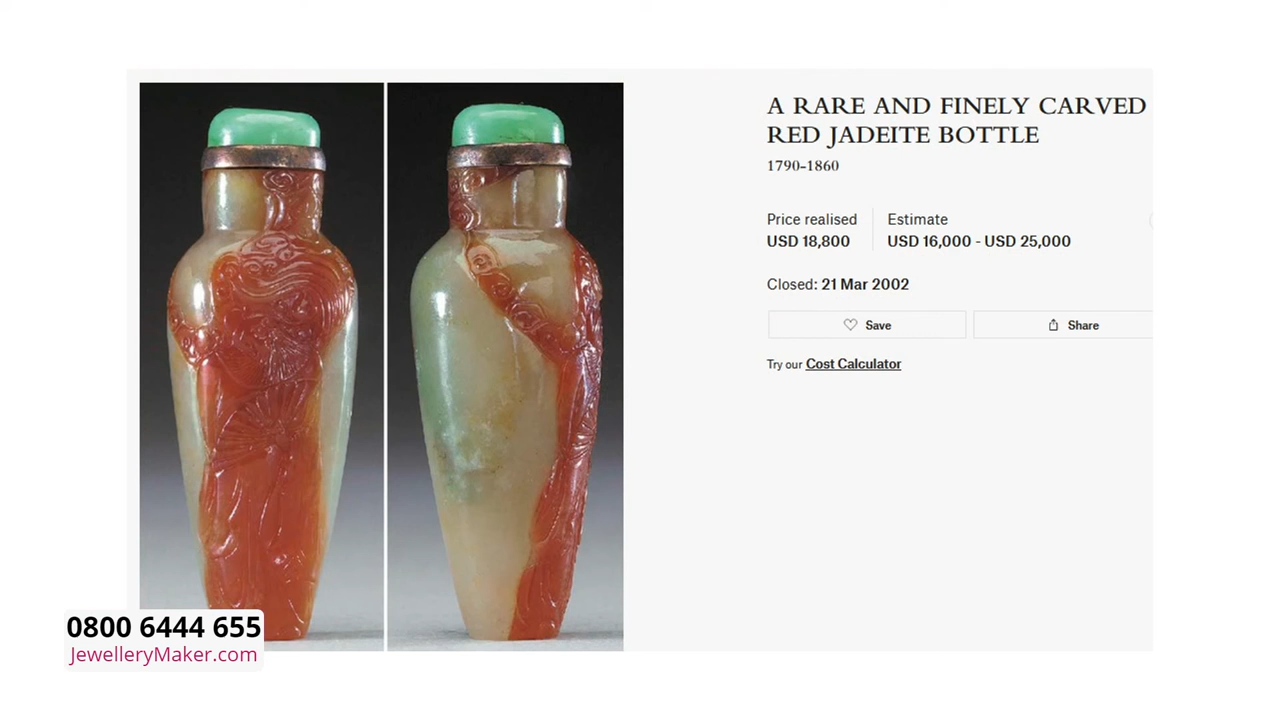 A RARE AND FINELY CARVED
RED JADEITE BOTTLE
1790-1860
Price realised
USD 18,800
Estimate
USD 16,000 - USD 25,000
Closed: 21 Mar 2002
Save
Share
Try our Cost Calculator
0800 6444 655
JewelleryMaker.com